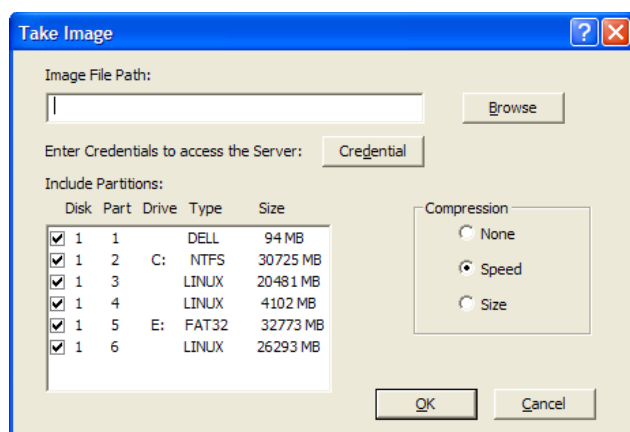 Take Image
Image File Path:
Browse
Enter Credentials to access the Server:
Credential
Include Partitions:
Disk Part Drive Type Size
1 1 DELL 94 MB
1 2 C: NTFS 30725 MB
1 3 LINUX 20481 MB
1 4 LINUX 4102 MB
1 5 E: FAT32 32773 MB
1 6 LINUX 26293 MB
Compression
None
Speed
Size
OK
Cancel